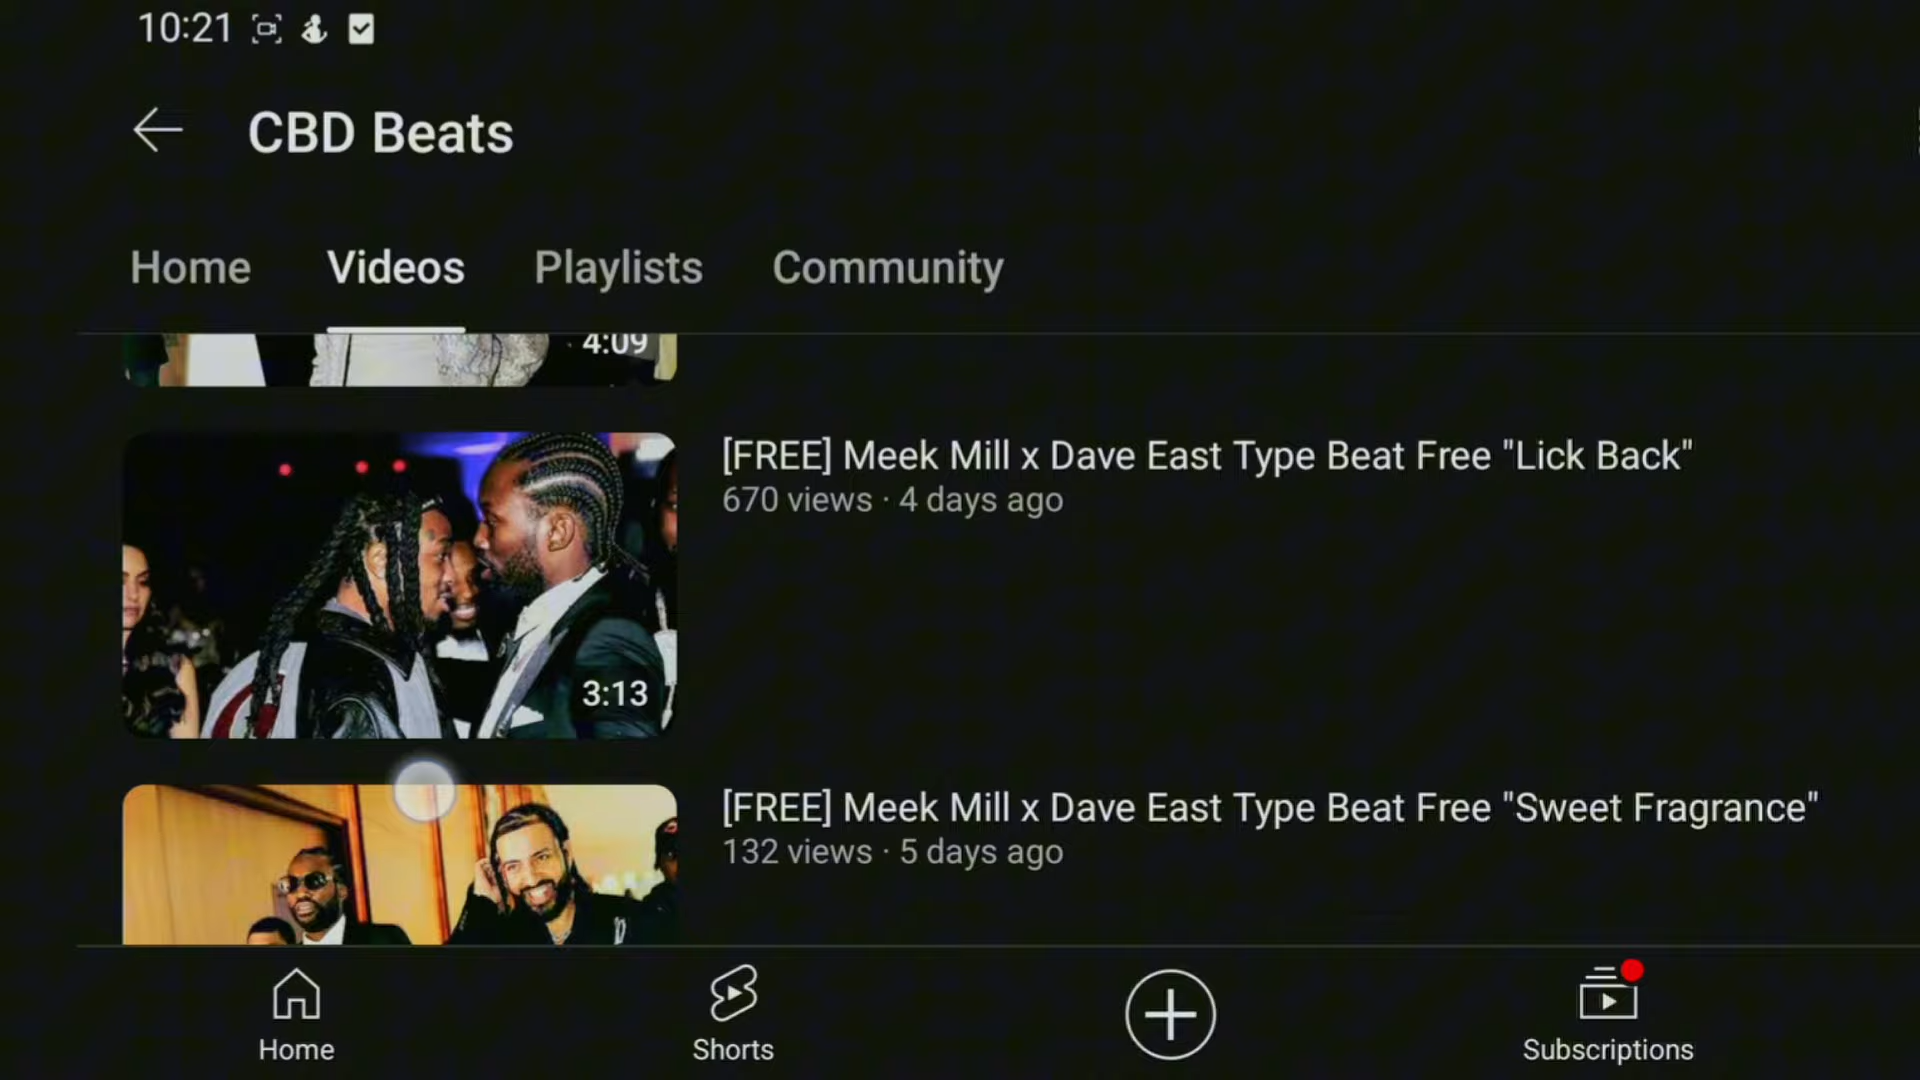 10:21
CBD Beats
Home Videos Playlists Community
4:09
[FREE] Meek Mill x Dave East Type Beat Free "Lick Back"
670 views · 4 days ago
3:13
[FREE] Meek Mill x Dave East Type Beat Free "Sweet Fragrance"
132 views · 5 days ago
Home Shorts Subscriptions